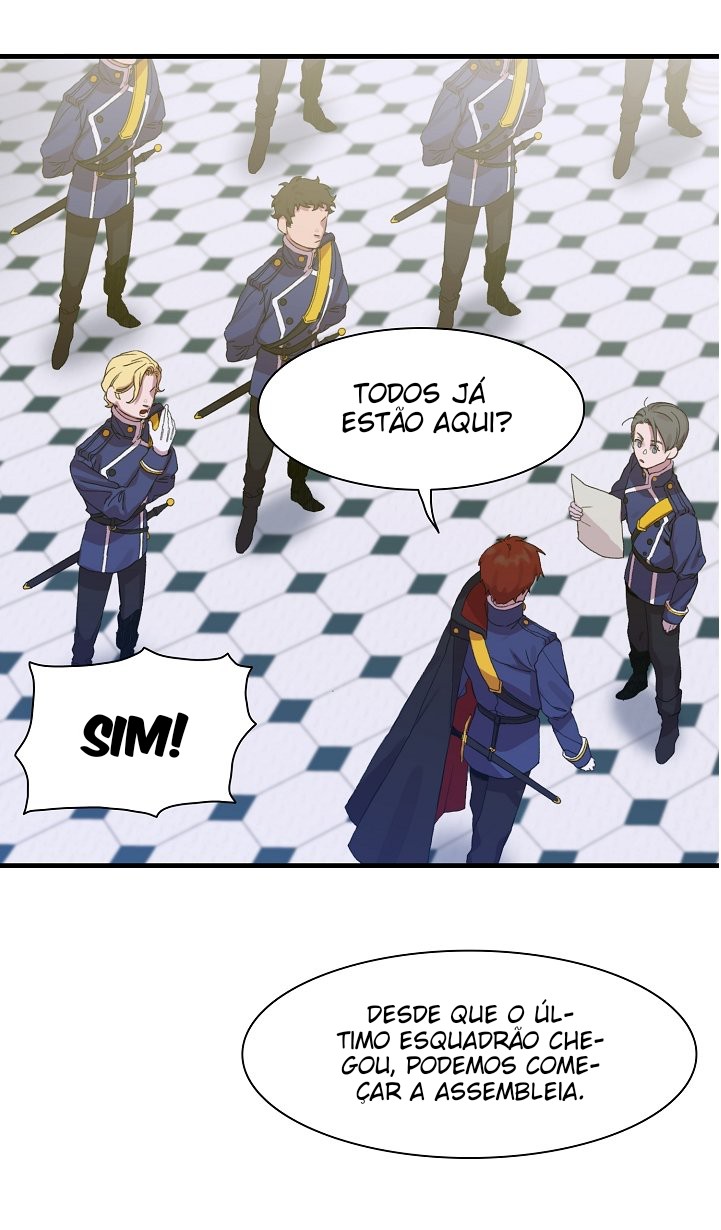 TODOS JÁ
ESTÃO AQUI?
SIM!
DESDE QUE O ÚL-
TIMO ESQUADRÃO CHE-
GOU, PODEMOS COME-
ÇAR A ASSEMBLEIA.